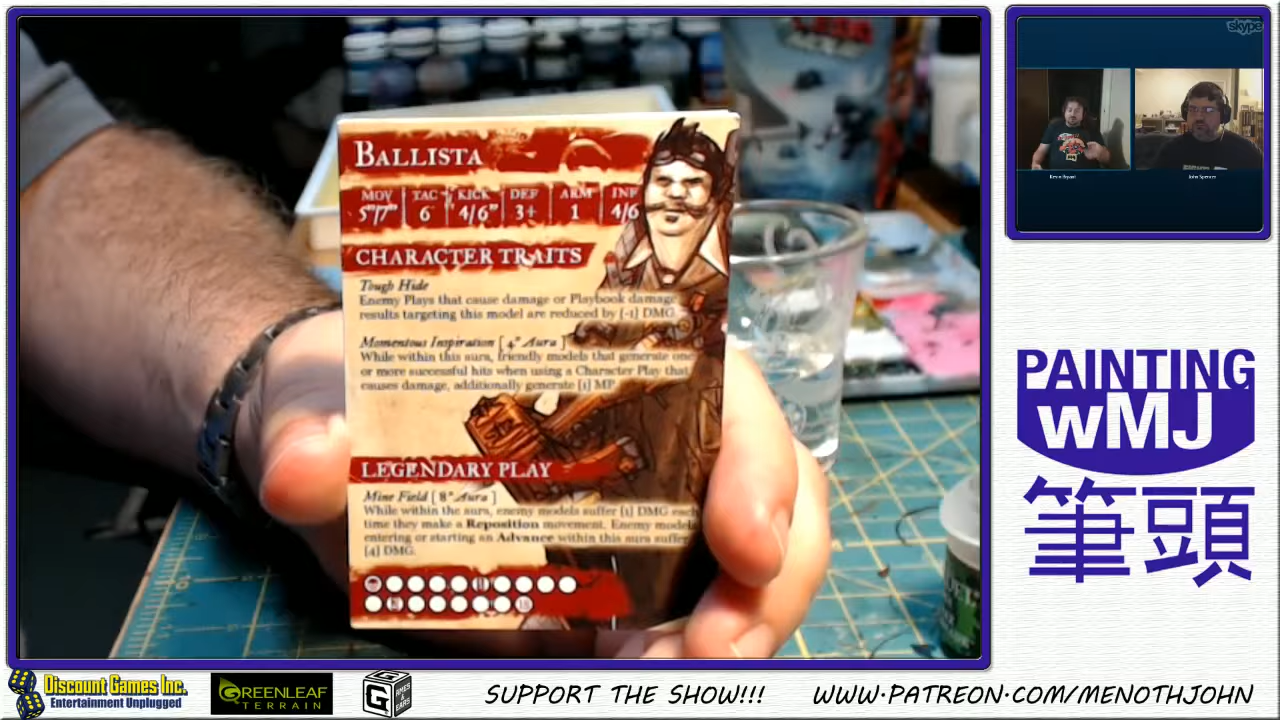 BALLISTA
MOV TAC KICK DEF ARM INF
5"/7" 6 4/6" 3+ 1 4/6
CHARACTER TRAITS
Tough Hide
Enemy Plays that cause damage or Playbook damage
results targeting this model are reduced by [-1] DMG.
Momentous Inspiration [ 4" Aura ]
While within this aura, friendly models that generate one
or more successful hits when using a Character Play that
causes damage, additionally generate [1] MP.
LEGENDARY PLAY
Mine Field [ 8" Aura ]
While within the aura, enemy models suffer [1] DMG each
time they make a Reposition movement. Enemy models
entering or starting an Advance within this aura suffer
[4] DMG.
skype
Kevin Bryant
John Spencer
PAINTING
wMJ
筆頭
Discount Games Inc.
Entertainment Unplugged
GREENLEAF
TERRAIN
G
GAMES & GEARS
SUPPORT THE SHOW!!! WWW.PATREON.COM/MENOTHJOHN